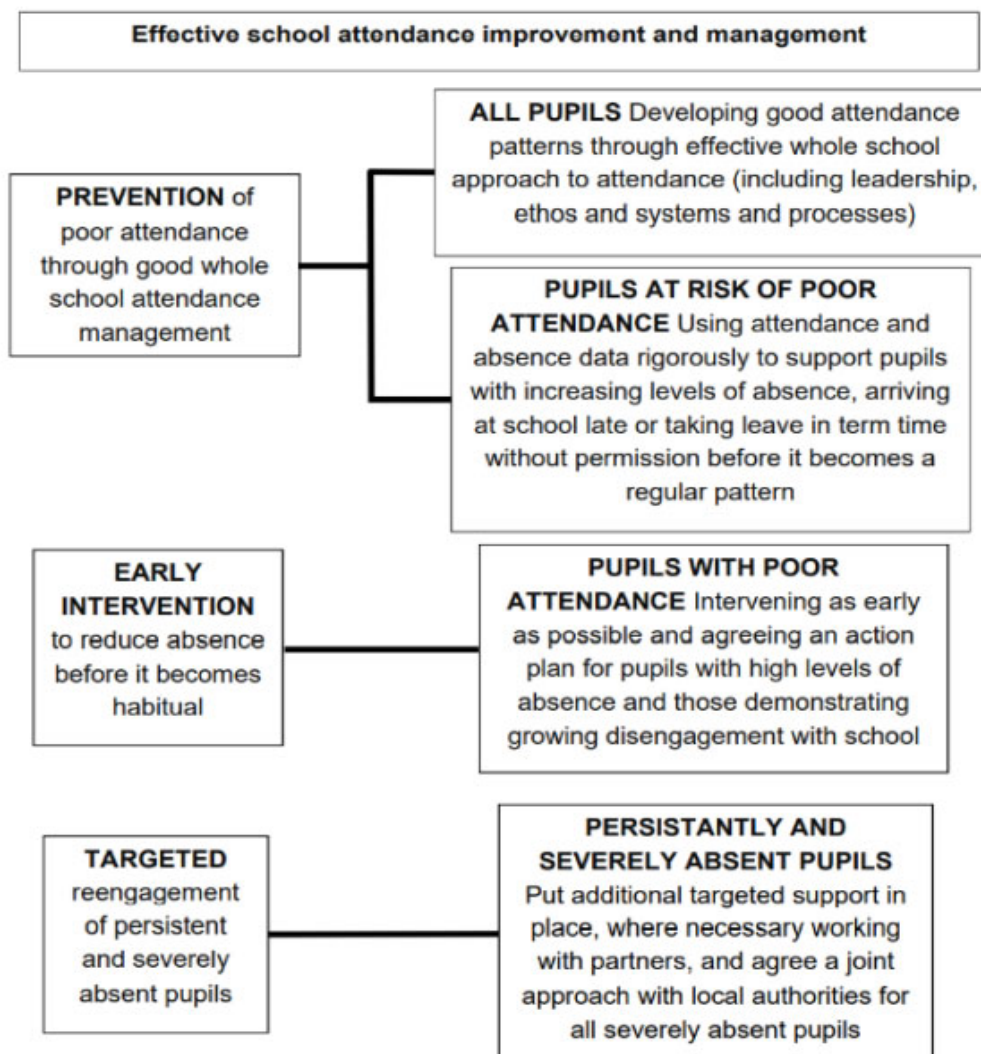 Effective school attendance improvement and management
PREVENTION of
poor attendance
through good whole
school attendance
management
ALL PUPILS Developing good attendance
patterns through effective whole school
approach to attendance (including leadership,
ethos and systems and processes)
PUPILS AT RISK OF POOR
ATTENDANCE Using attendance and
absence data rigorously to support pupils
with increasing levels of absence, arriving
at school late or taking leave in term time
without permission before it becomes a
regular pattern
EARLY
INTERVENTION
to reduce absence
before it becomes
habitual
PUPILS WITH POOR
ATTENDANCE Intervening as early
as possible and agreeing an action
plan for pupils with high levels of
absence and those demonstrating
growing disengagement with school
TARGETED
reengagement
of persistent
and severely
absent pupils
PERSISTANTLY AND
SEVERELY ABSENT PUPILS
Put additional targeted support in
place, where necessary working
with partners, and agree a joint
approach with local authorities for
all severely absent pupils